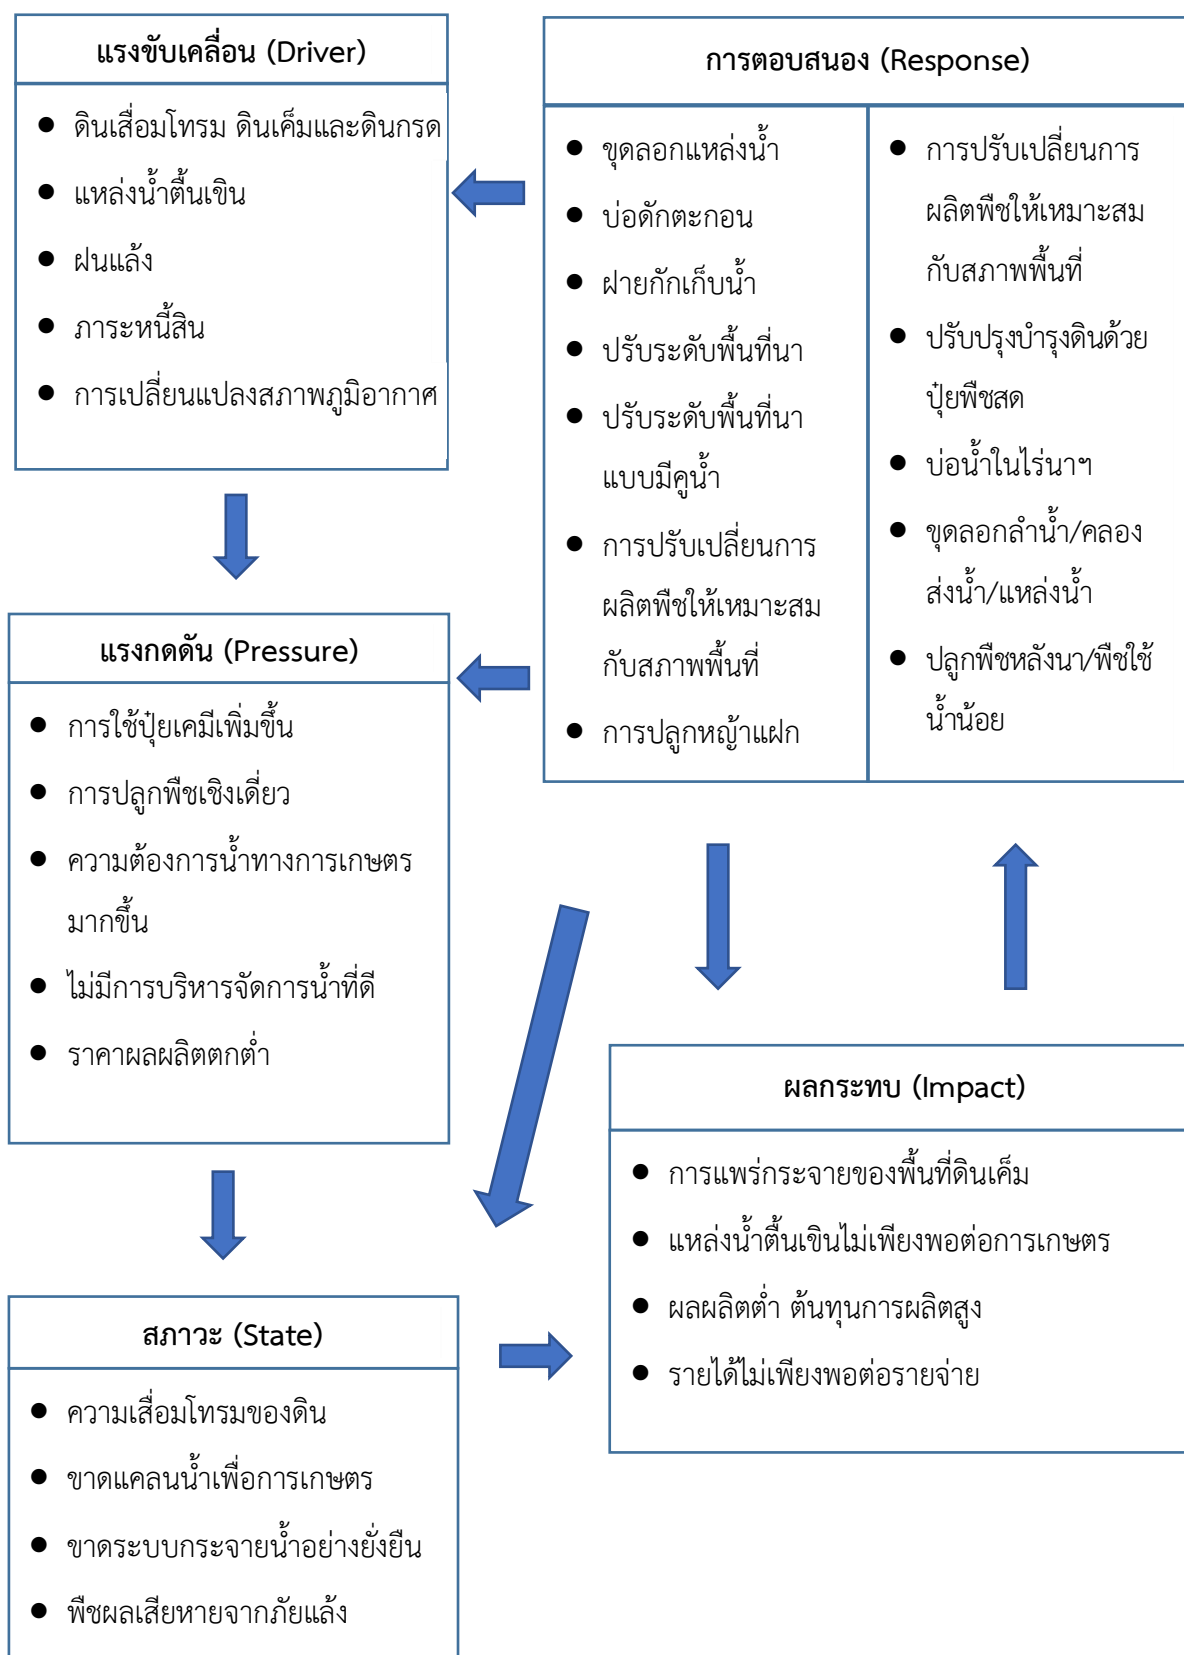 แรงขับเคลื่อน (Driver)
● ดินเสื่อมโทรม ดินเค็มและดินกรด
● แหล่งน้ำตื้นเขิน
● ฝนแล้ง
● ภาระหนี้สิน
● การเปลี่ยนแปลงสภาพภูมิอากาศ
การตอบสนอง (Response)
● ขุดลอกแหล่งน้ำ
● บ่อดักตะกอน
● ฝายกักเก็บน้ำ
● ปรับระดับพื้นที่นา
● ปรับระดับพื้นที่นา
แบบมีคูน้ำ
● การปรับเปลี่ยนการ
ผลิตพืชให้เหมาะสม
กับสภาพพื้นที่
● การปลูกหญ้าแฝก
● การปรับเปลี่ยนการ
ผลิตพืชให้เหมาะสม
กับสภาพพื้นที่
● ปรับปรุงบำรุงดินด้วย
ปุ๋ยพืชสด
● บ่อน้ำในไร่นาฯ
● ขุดลอกลำน้ำ/คลอง
ส่งน้ำ/แหล่งน้ำ
● ปลูกพืชหลังนา/พืชใช้
น้ำน้อย
แรงกดดัน (Pressure)
● การใช้ปุ๋ยเคมีเพิ่มขึ้น
● การปลูกพืชเชิงเดี่ยว
● ความต้องการน้ำทางการเกษตร
มากขึ้น
● ไม่มีการบริหารจัดการน้ำที่ดี
● ราคาผลผลิตตกต่ำ
ผลกระทบ (Impact)
● การแพร่กระจายของพื้นที่ดินเค็ม
● แหล่งน้ำตื้นเขินไม่เพียงพอต่อการเกษตร
● ผลผลิตต่ำ ต้นทุนการผลิตสูง
● รายได้ไม่เพียงพอต่อรายจ่าย
สภาวะ (State)
● ความเสื่อมโทรมของดิน
● ขาดแคลนน้ำเพื่อการเกษตร
● ขาดระบบกระจายน้ำอย่างยั่งยืน
● พืชผลเสียหายจากภัยแล้ง